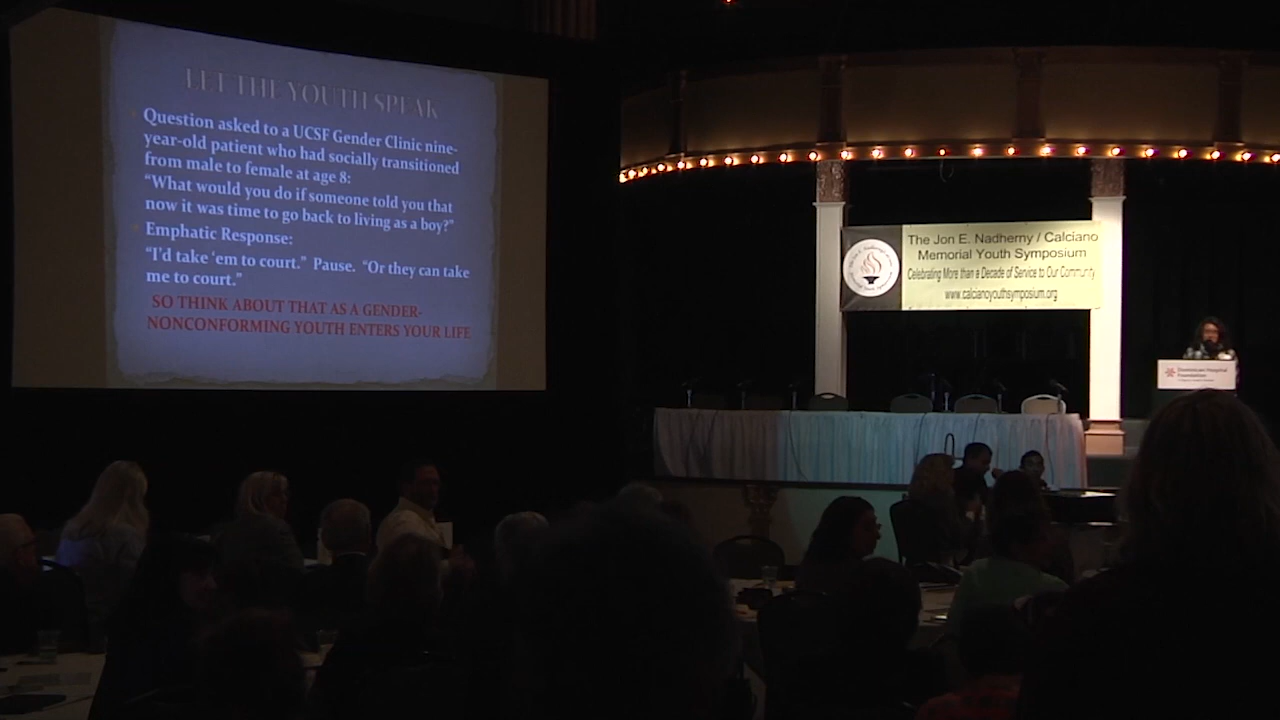 LET THE YOUTH SPEAK
Question asked to a UCSF Gender Clinic nine-
year-old patient who had socially transitioned
from male to female at age 8:
“What would you do if someone told you that
now it was time to go back to living as a boy?”
Emphatic Response:
“I’d take ‘em to court.” Pause. “Or they can take
me to court.”
SO THINK ABOUT THAT AS A GENDER-
NONCONFORMING YOUTH ENTERS YOUR LIFE
The Jon E. Nadherny / Calciano
Memorial Youth Symposium
Celebrating More than a Decade of Service to Our Community
www.calcianoyouthsymposium.org
Dominican Hospital
Foundation